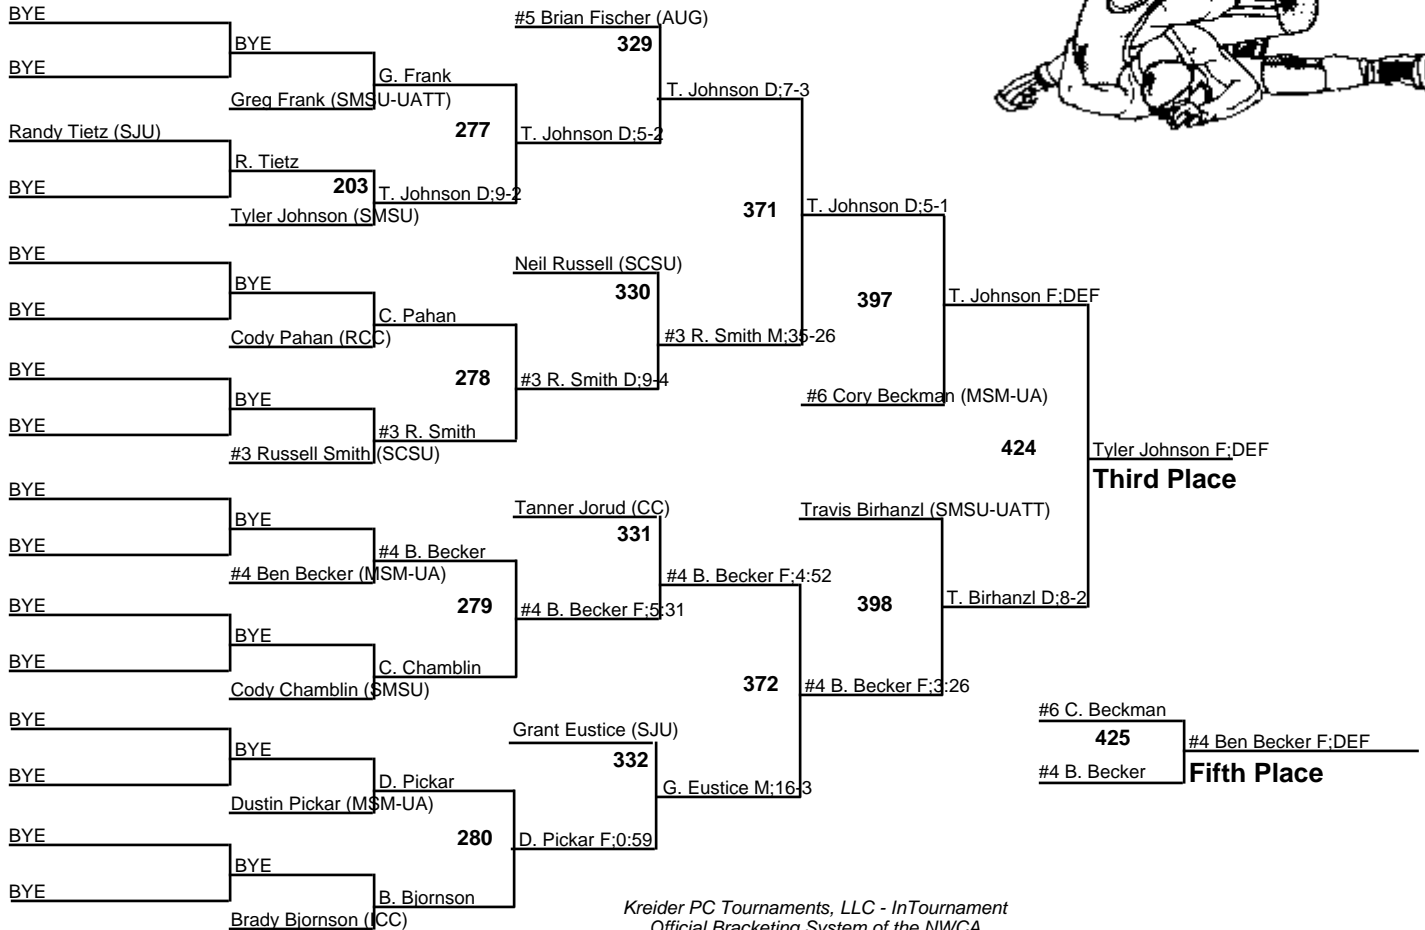 BYE
BYE
BYE
Greg Frank (SMSU-UATT)
G. Frank
Randy Tietz (SJU)
BYE
R. Tietz
203
Tyler Johnson (SMSU)
T. Johnson D;9-2
277
T. Johnson D;5-2
#5 Brian Fischer (AUG)
329
T. Johnson D;7-3
BYE
BYE
BYE
Cody Pahan (RCC)
C. Pahan
BYE
BYE
BYE
#3 Russell Smith (SCSU)
#3 R. Smith
278
#3 R. Smith D;9-4
Neil Russell (SCSU)
330
#3 R. Smith M;35-26
371
T. Johnson D;5-1
397
#6 Cory Beckman (MSM-UA)
T. Johnson F;DEF
BYE
BYE
BYE
#4 Ben Becker (MSM-UA)
#4 B. Becker
BYE
BYE
BYE
Cody Chamblin (SMSU)
C. Chamblin
279
#4 B. Becker F;5:31
Tanner Jorud (CC)
331
#4 B. Becker F;4:52
BYE
BYE
BYE
Dustin Pickar (MSM-UA)
D. Pickar
BYE
BYE
BYE
Brady Bjornson (ICC)
B. Bjornson
280
D. Pickar F;0:59
Grant Eustice (SJU)
332
G. Eustice M;16-3
372
#4 B. Becker F;3:26
Travis Birhanzl (SMSU-UATT)
398
T. Birhanzl D;8-2
424
Tyler Johnson F;DEF
Third Place
#6 C. Beckman
425
#4 B. Becker
#4 Ben Becker F;DEF
Fifth Place
Kreider PC Tournaments, LLC - InTournament
Official Bracketing System of the NWCA